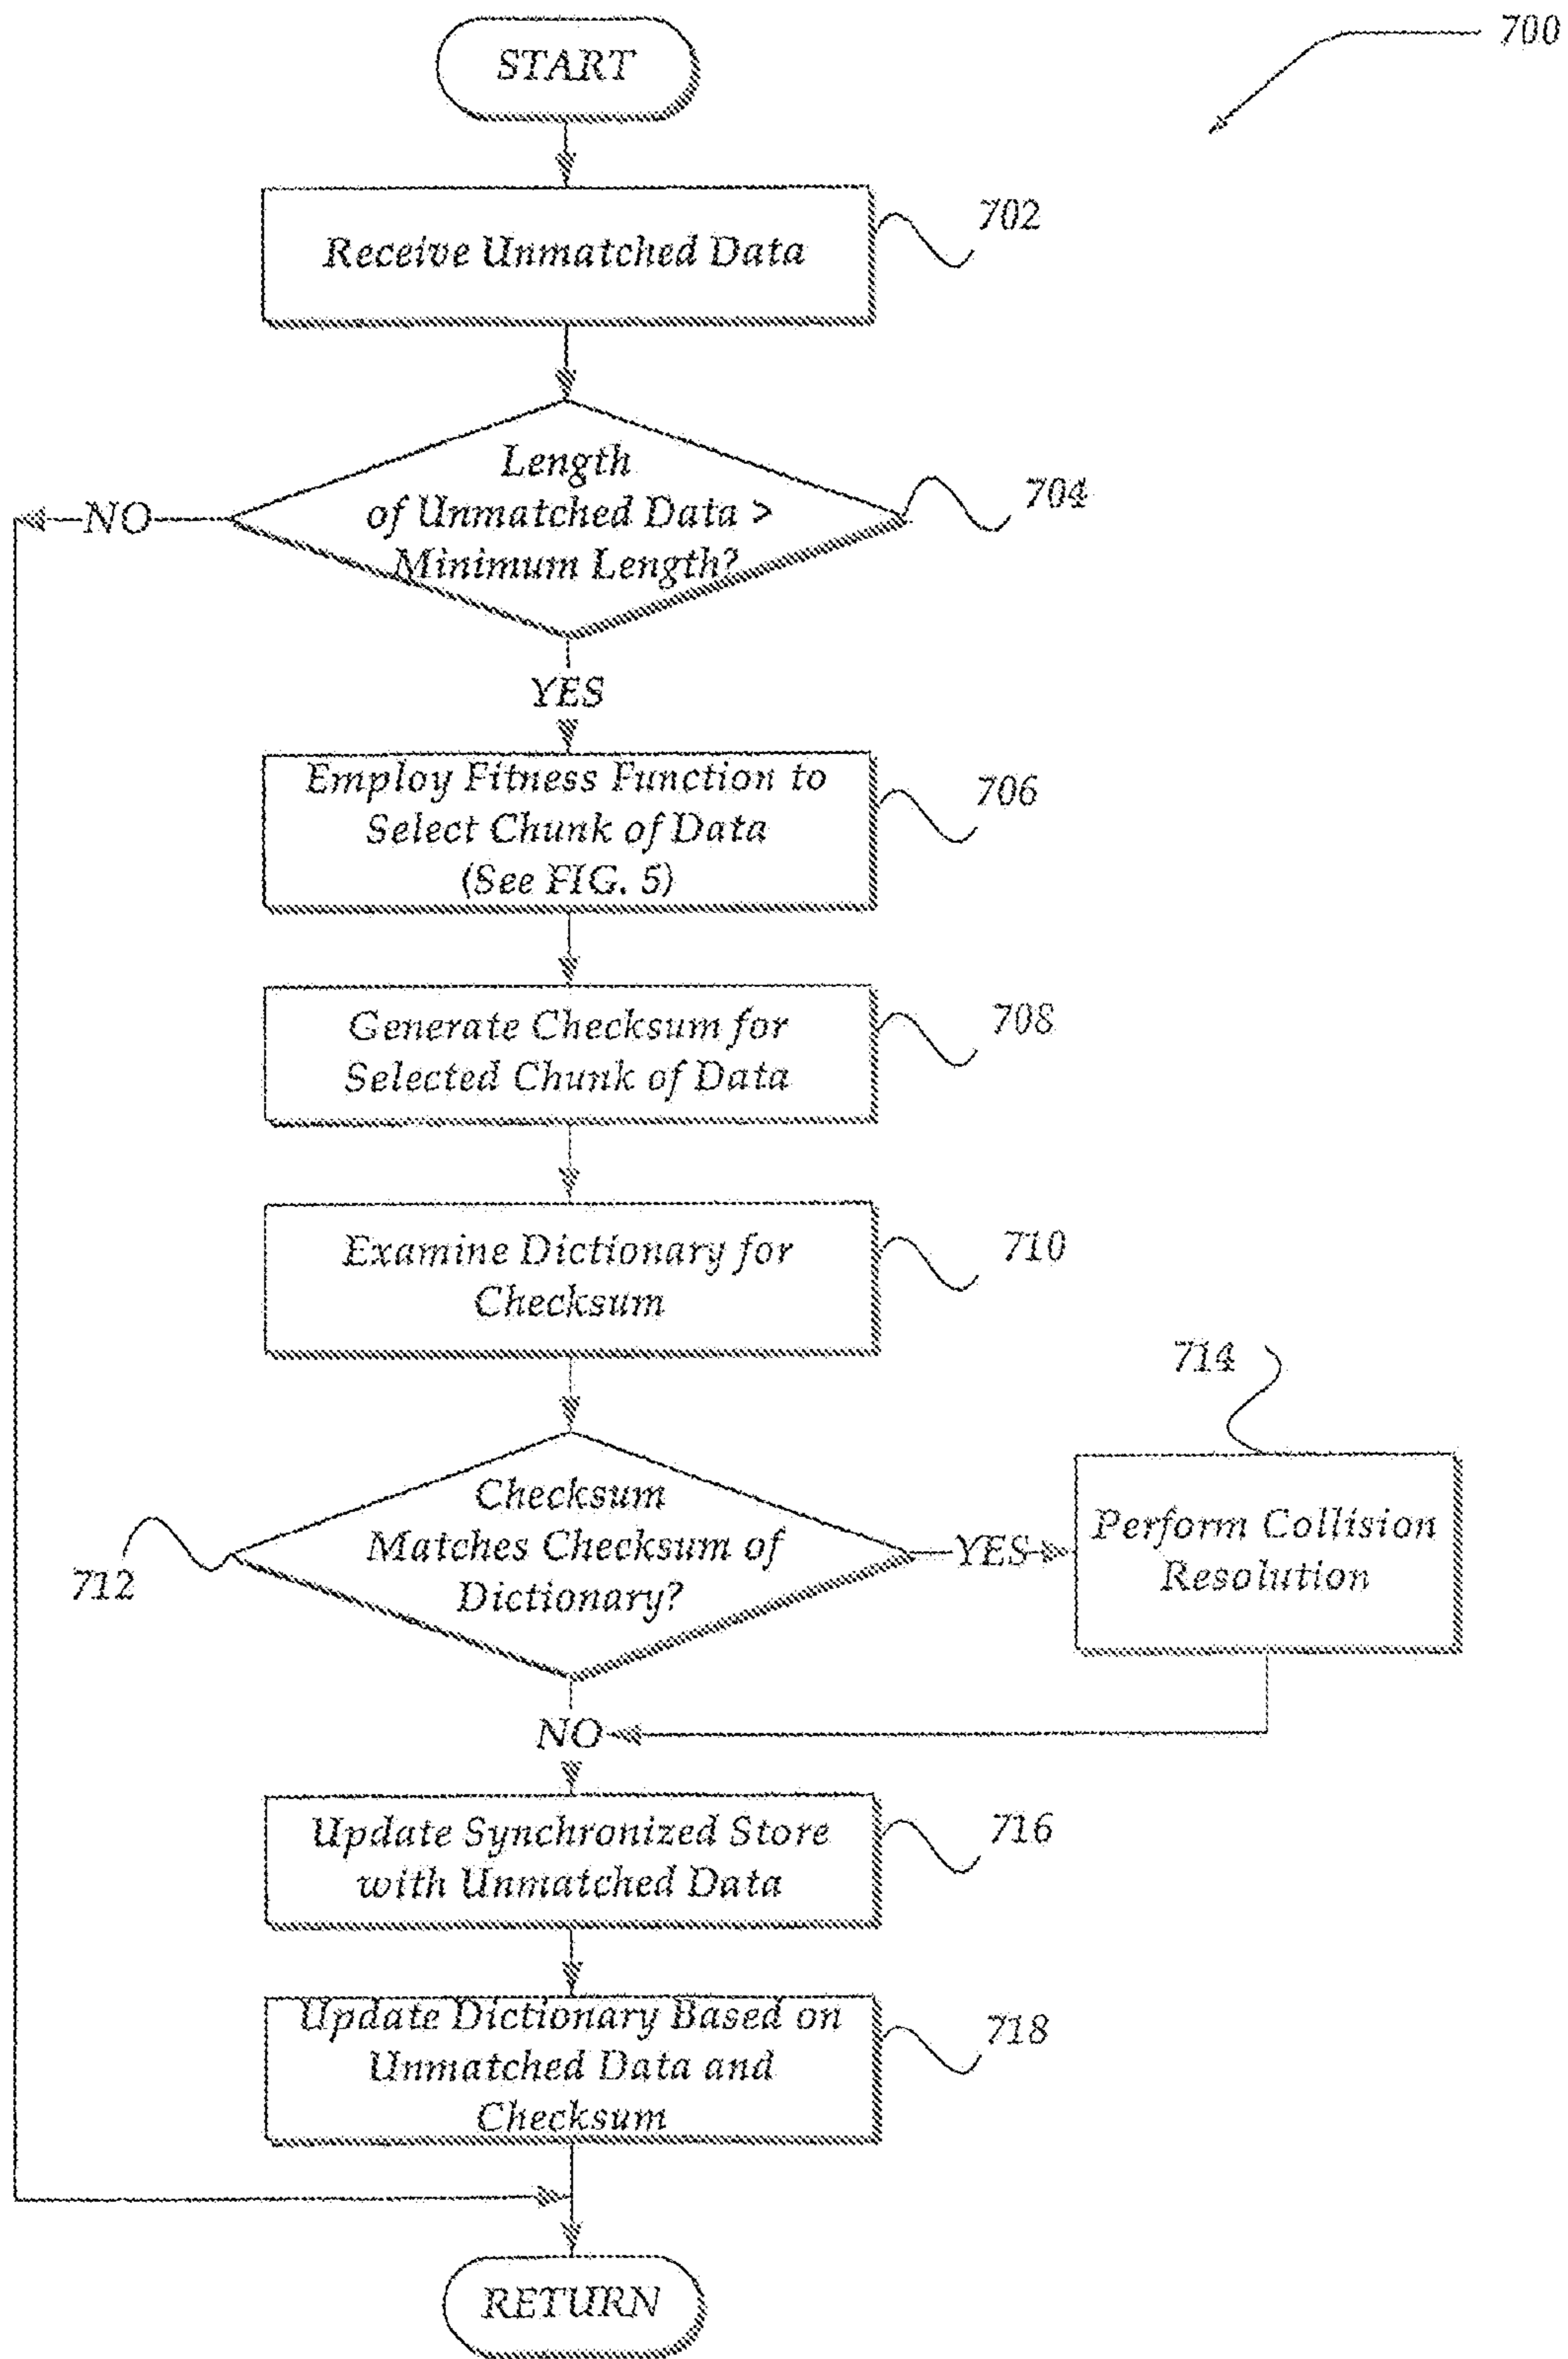 START
700
Receive Unmatched Data
702
Length
of Unmatched Data >
Minimum Length?
704
NO
YES
Employ Fitness Function to
Select Chunk of Data
(See FIG. 5)
706
Generate Checksum for
Selected Chunk of Data
708
Examine Dictionary for
Checksum
710
714
Checksum
Matches Checksum of
Dictionary?
712
YES
Perform Collision
Resolution
NO
Update Synchronized Store
with Unmatched Data
716
Update Dictionary Based on
Unmatched Data and
Checksum
718
RETURN